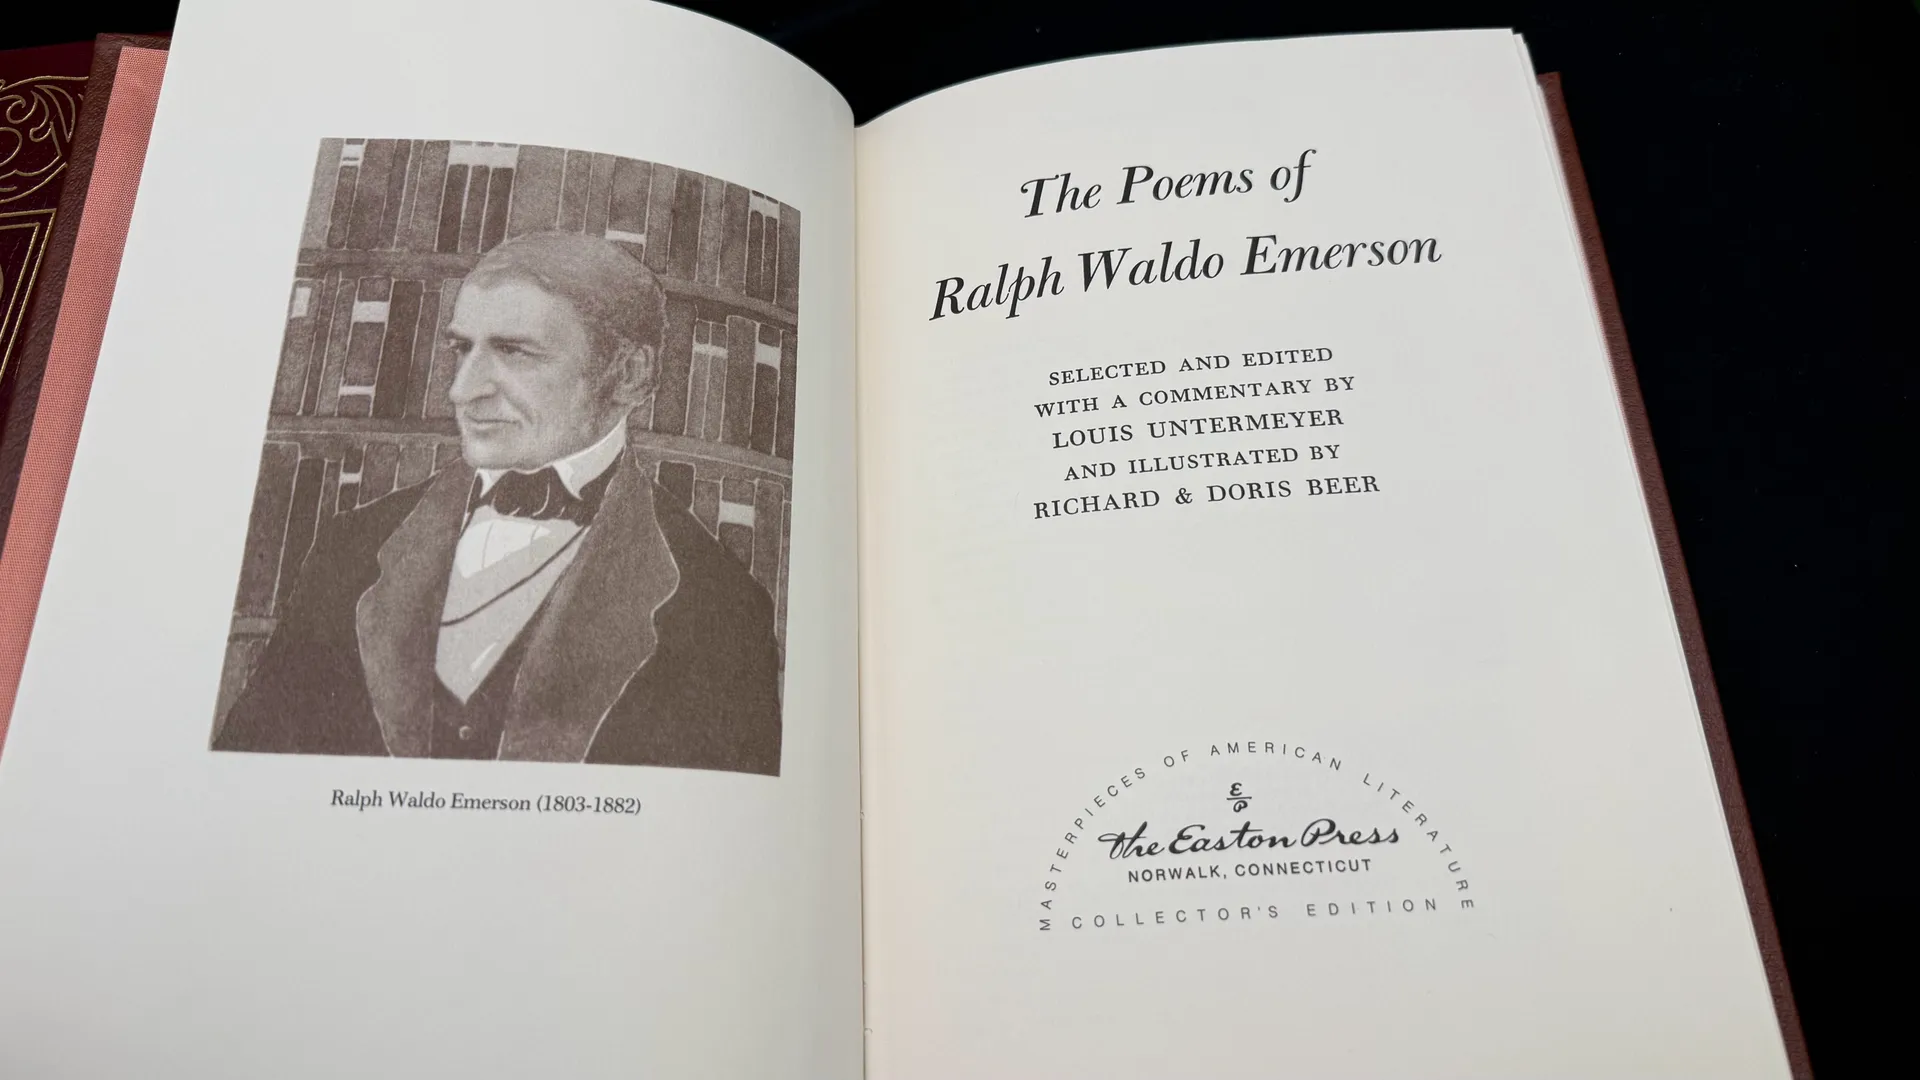 Ralph Waldo Emerson (1803-1882)
The Poems of
Ralph Waldo Emerson
SELECTED AND EDITED
WITH A COMMENTARY BY
LOUIS UNTERMEYER
AND ILLUSTRATED BY
RICHARD & DORIS BEER
MASTERPIECES OF AMERICAN LITERATURE
EP
The Easton Press
NORWALK, CONNECTICUT
COLLECTOR'S EDITION